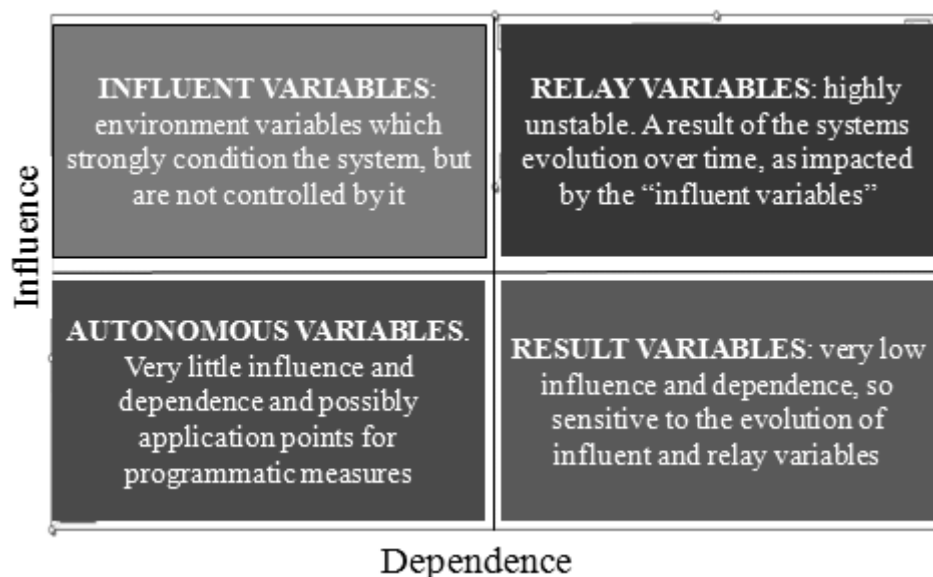 INFLUENT VARIABLES:
environment variables which
strongly condition the system, but
are not controlled by it
RELAY VARIABLES: highly
unstable. A result of the systems
evolution over time, as impacted
by the “influent variables”
Influence
AUTONOMOUS VARIABLES.
Very little influence and
dependence and possibly
application points for
programmatic measures
RESULT VARIABLES: very low
influence and dependence, so
sensitive to the evolution of
influent and relay variables
Dependence